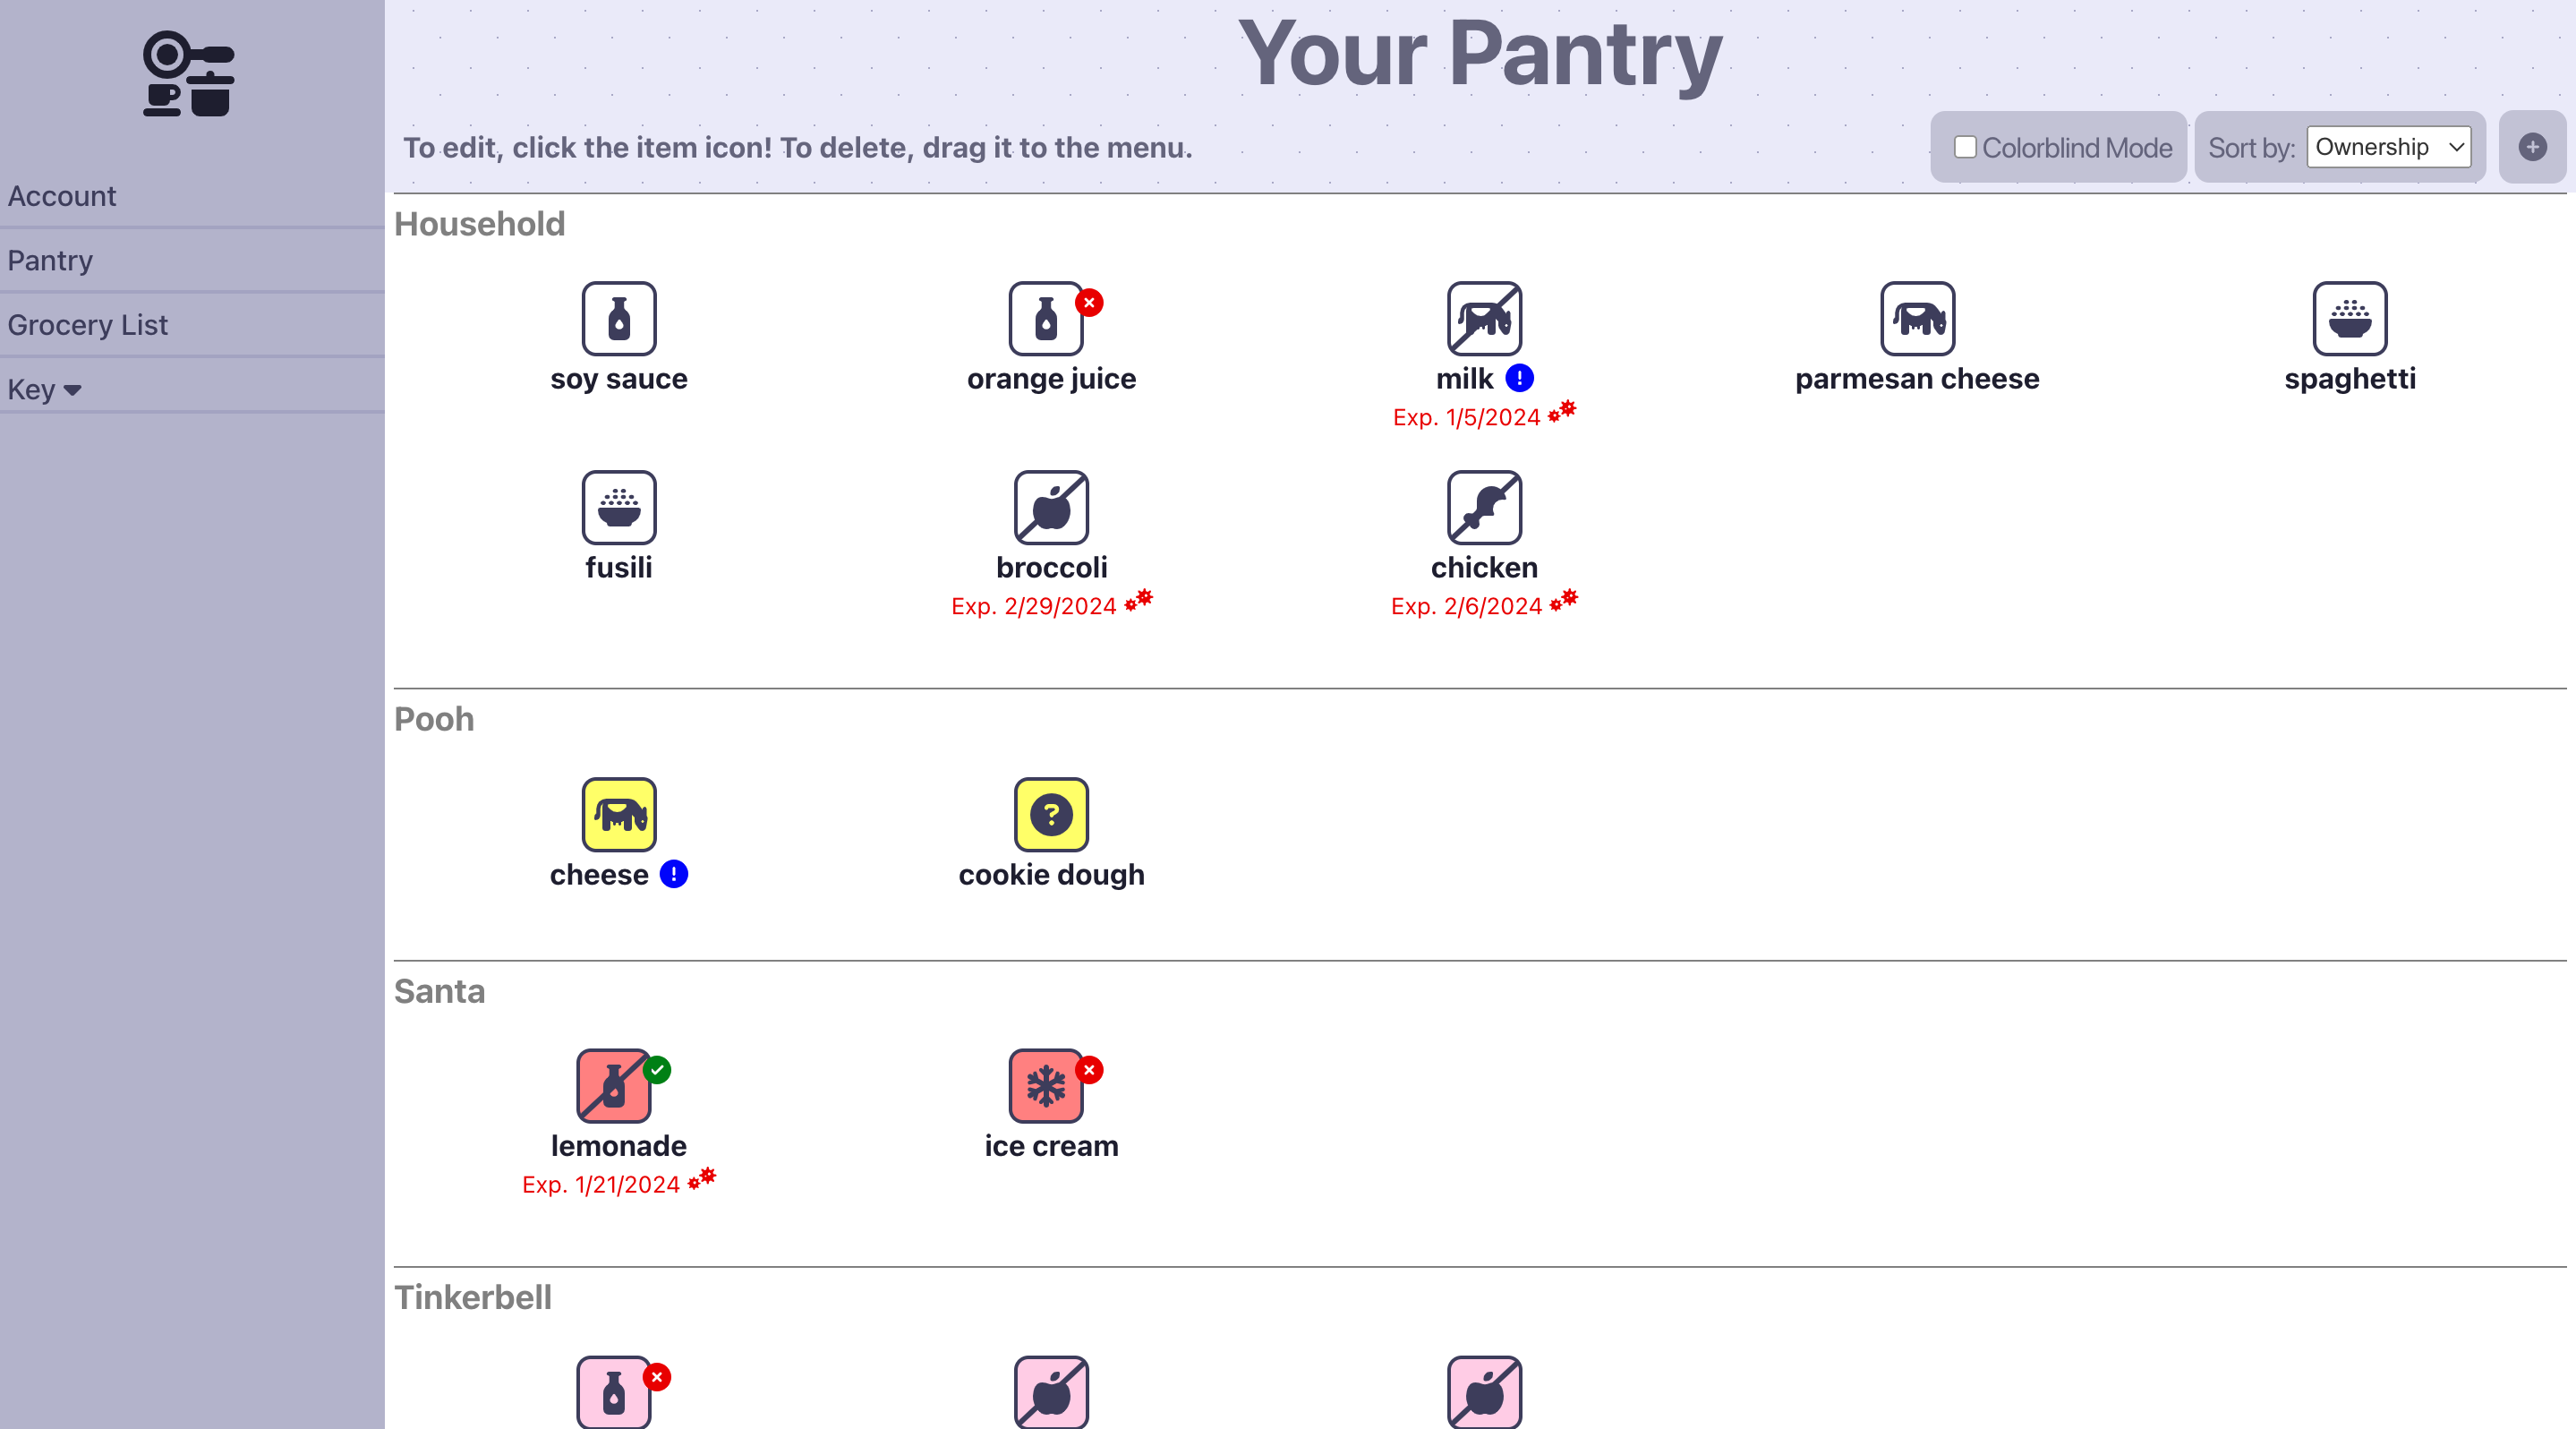 Your Pantry
To edit, click the item icon! To delete, drag it to the menu.
Colorblind Mode
Sort by: Ownership
Account
Pantry
Grocery List
Key
Household
soy sauce
orange juice
milk
Exp. 1/5/2024
parmesan cheese
spaghetti
fusili
broccoli
Exp. 2/29/2024
chicken
Exp. 2/6/2024
Pooh
cheese
cookie dough
Santa
lemonade
Exp. 1/21/2024
ice cream
Tinkerbell